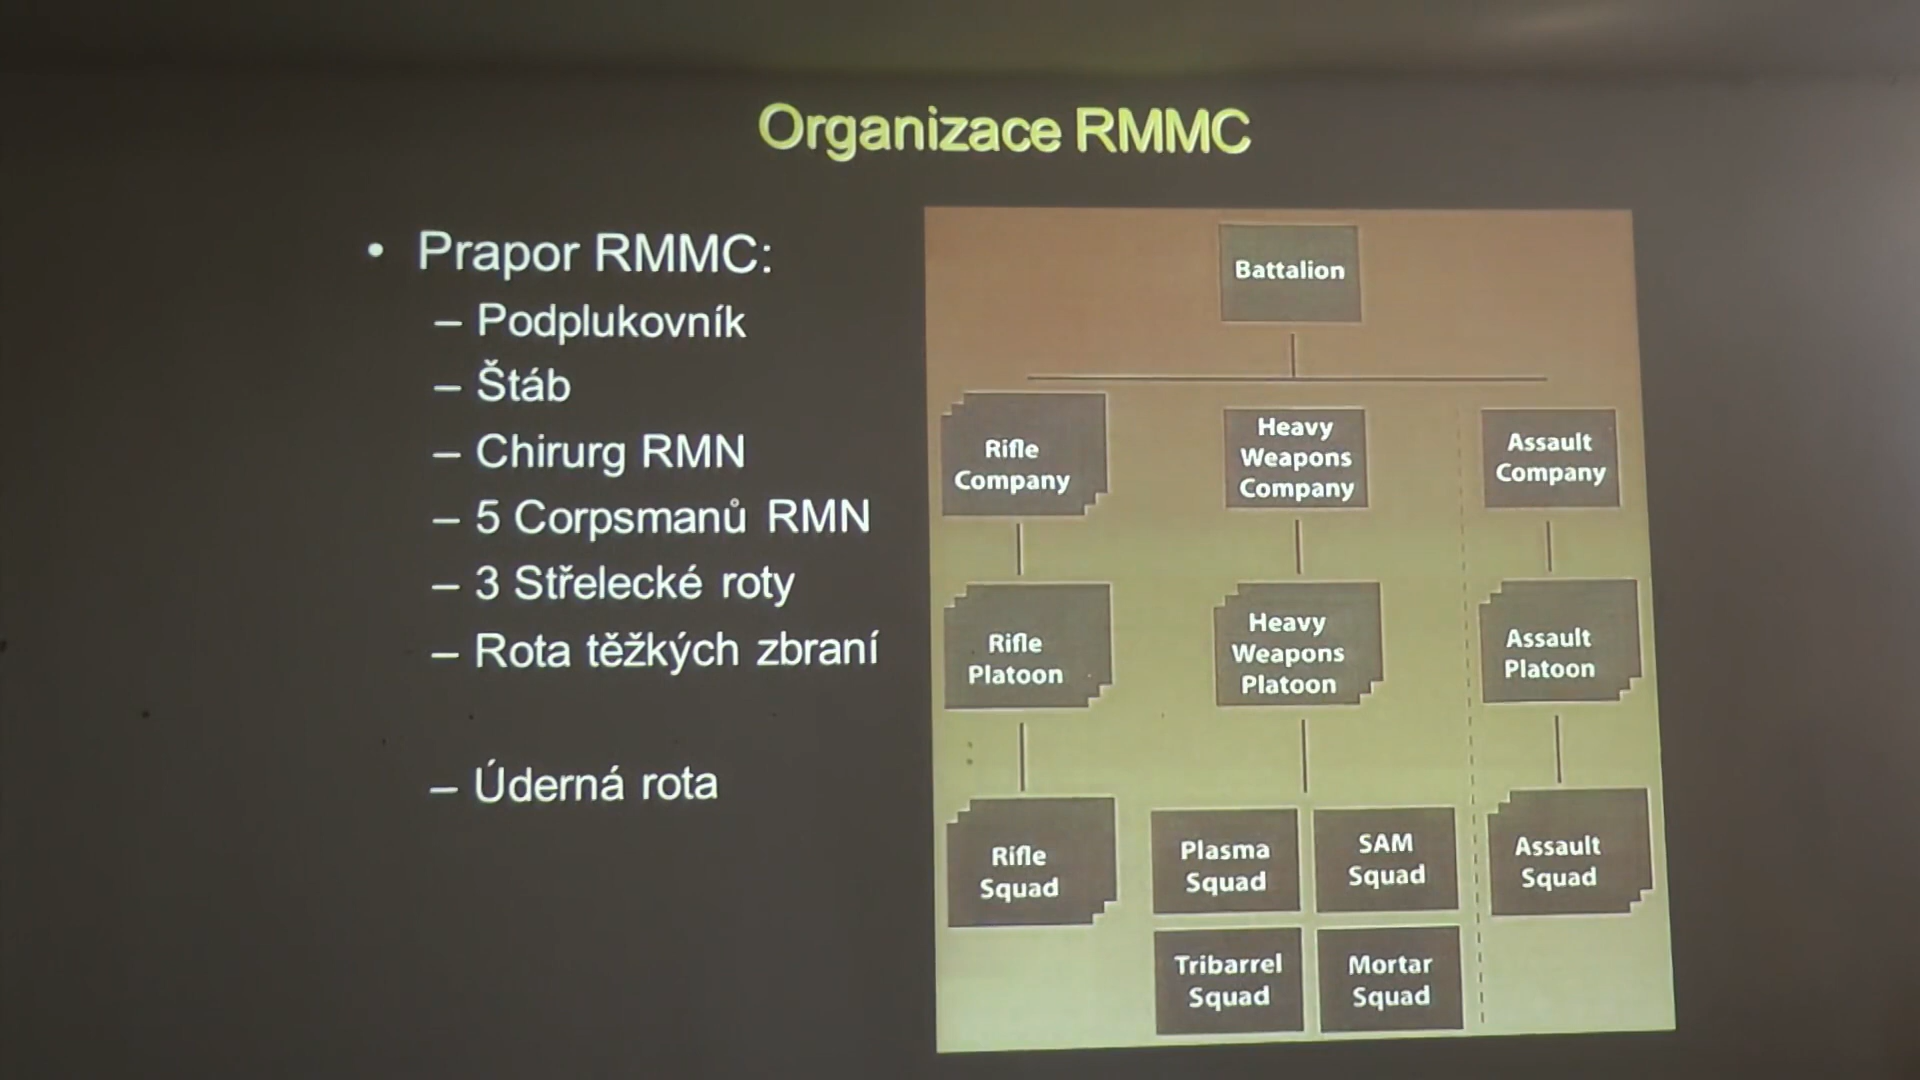 Organizace RMMC
• Prapor RMMC:
– Podplukovník
– Štáb
– Chirurg RMN
– 5 Corpsmanů RMN
– 3 Střelecké roty
– Rota těžkých zbraní
– Úderná rota
Battalion
Rifle
Company
Heavy
Weapons
Company
Assault
Company
Rifle
Platoon
Heavy
Weapons
Platoon
Assault
Platoon
Rifle
Squad
Plasma
Squad
SAM
Squad
Assault
Squad
Tribarrel
Squad
Mortar
Squad